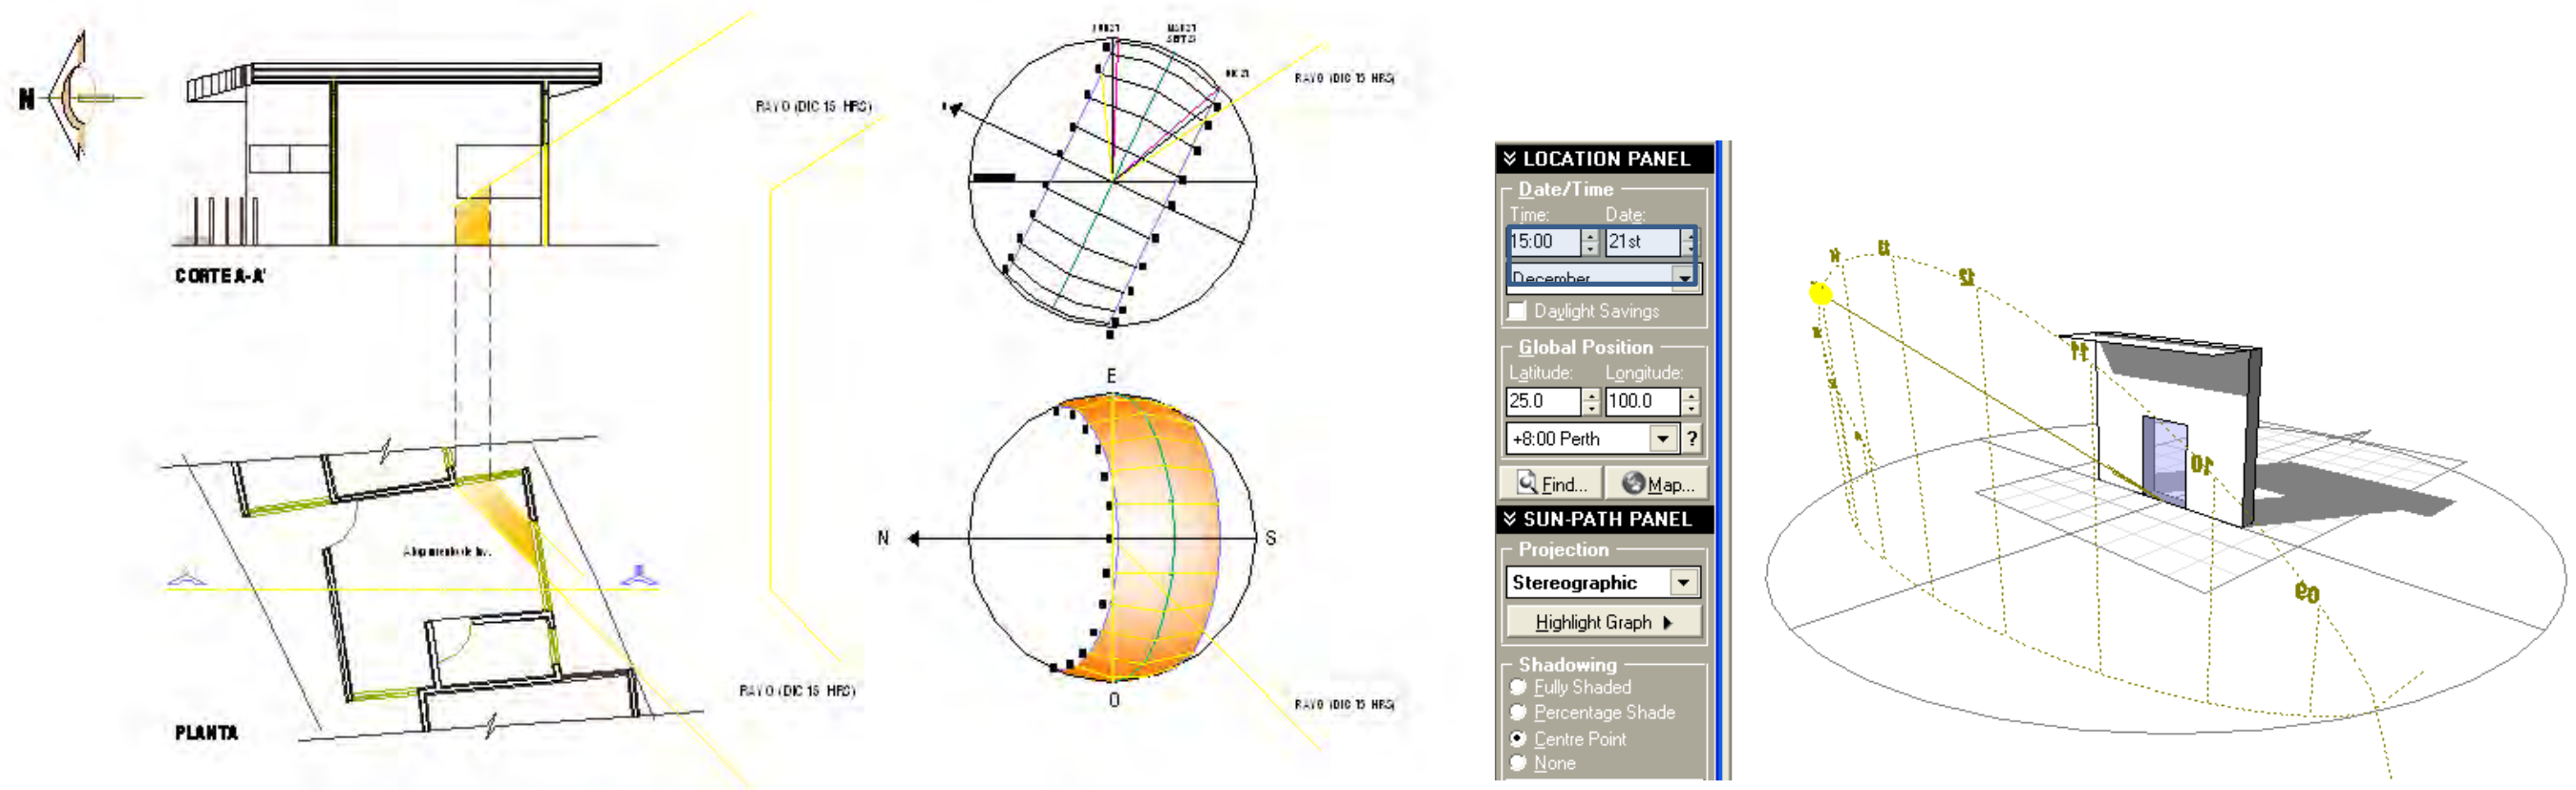 N
CORTE A-A'
PLANTA
RAYO (DIC 15 HRS)
RAYO (DIC 15 HRS)
RAYO (DIC 15 HRS)
E
N
S
O
RAYO (DIC 15 HRS)
LOCATION PANEL
Date/Time
Time: Date:
15:00 21st
December
Daylight Savings
Global Position
Latitude: Longitude:
25.0 100.0
+8:00 Perth ?
Find... Map...
SUN-PATH PANEL
Projection
Stereographic
Highlight Graph
Shadowing
Fully Shaded
Percentage Shade
Centre Point
None
13
12
11
10
09